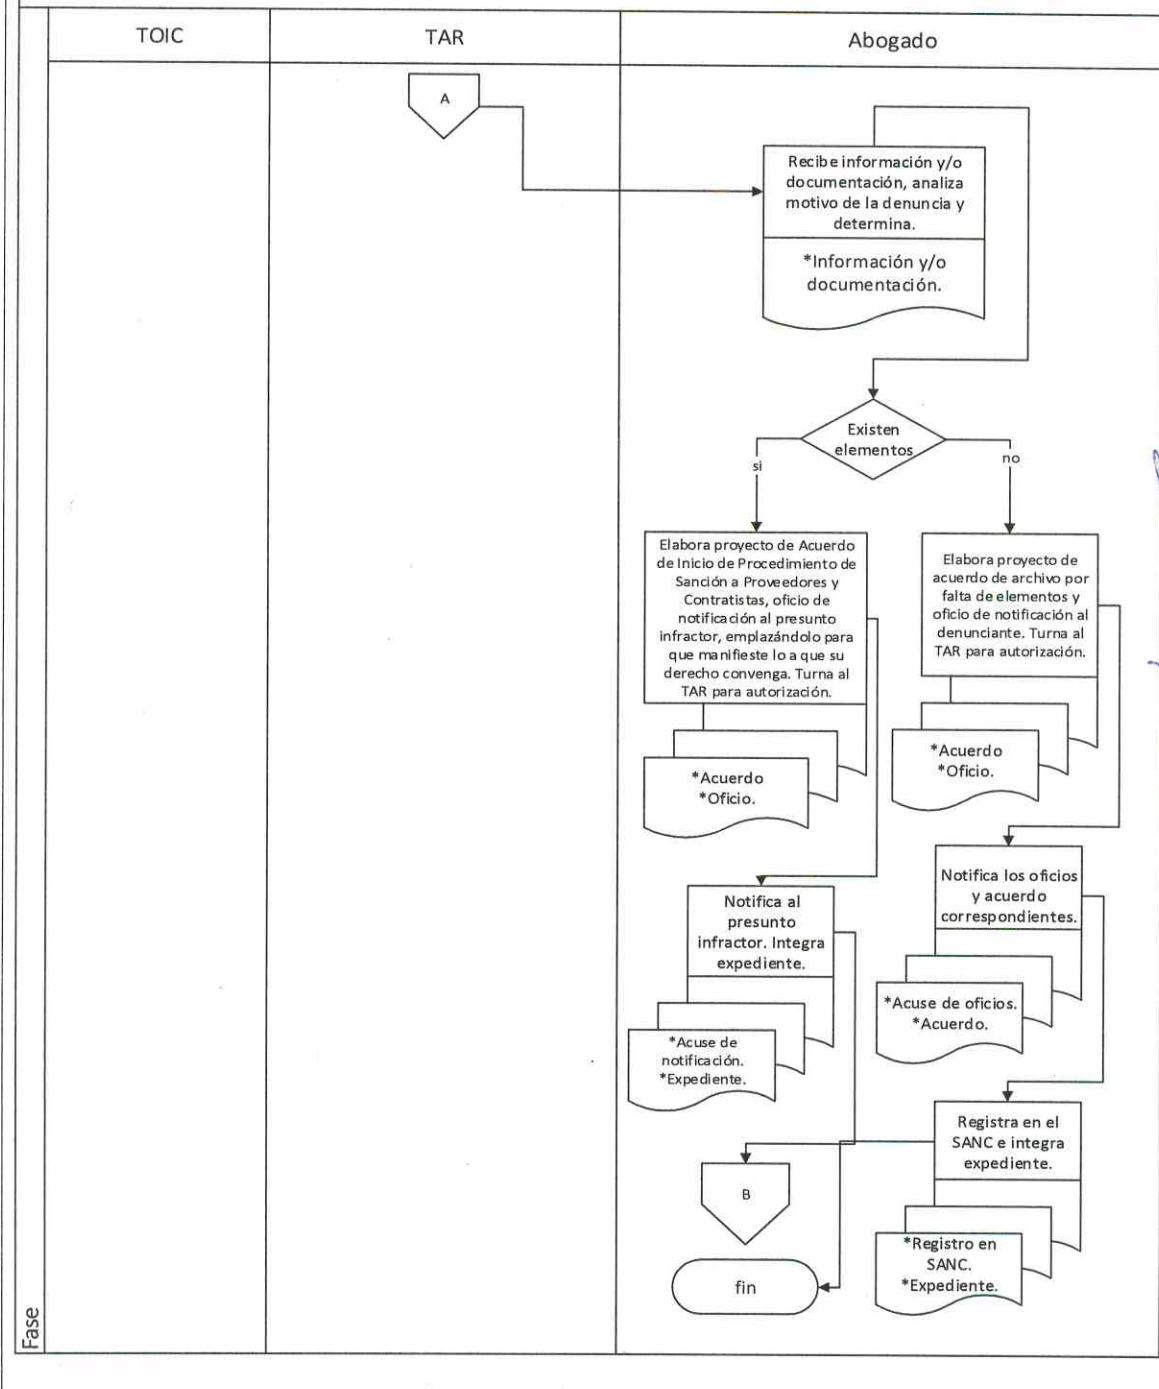 TOIC
TAR
Abogado
A
Recibe información y/o
documentación, analiza
motivo de la denuncia y
determina.
*Información y/o
documentación.
Existen
elementos
si
no
Elabora proyecto de Acuerdo
de Inicio de Procedimiento de
Sanción a Proveedores y
Contratistas, oficio de
notificación al presunto
infractor, emplazándolo para
que manifieste lo a que su
derecho convenga. Turna al
TAR para autorización.
*Acuerdo
*Oficio.
Elabora proyecto de
acuerdo de archivo por
falta de elementos y
oficio de notificación al
denunciante. Turna al
TAR para autorización.
*Acuerdo
*Oficio.
Notifica al
presunto
infractor. Integra
expediente.
*Acuse de
notificación.
*Expediente.
Notifica los oficios
y acuerdo
correspondientes.
*Acuse de oficios.
*Acuerdo.
Registra en el
SANC e integra
expediente.
*Registro en
SANC.
*Expediente.
B
fin
Fase